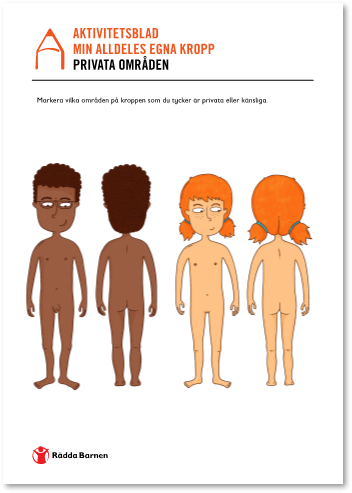 AKTIVITETSBLAD
MIN ALLDELES EGNA KROPP
PRIVATA OMRÅDEN
Markera vilka områden på kroppen som du tycker är privata eller känsliga.
Rädda Barnen